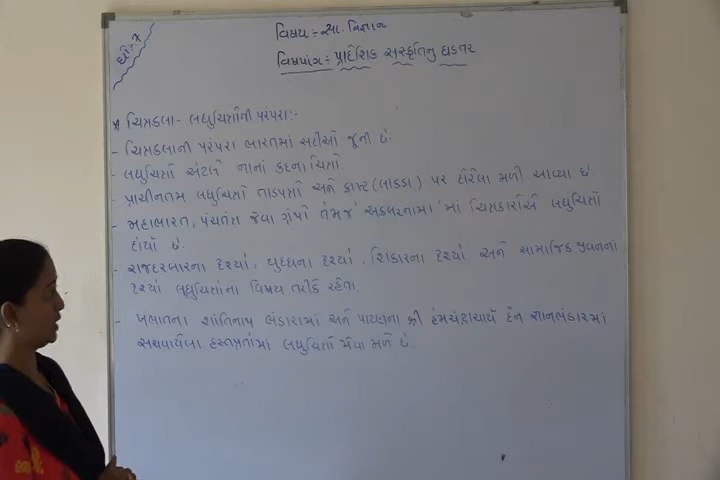 ધો:-૭
વિષય :- સા. વિજ્ઞાન
વિષયાંગ :- પ્રાદેશિક સંસ્કૃતિનું ઘડતર
* ચિત્રકલા - લઘુચિત્રોની પરંપરા :-
- ચિત્રકલાની પરંપરા ભારતમાં સદીઓ જૂની છે.
- લઘુચિત્રો એટલે નાનાં કદના ચિત્રો.
- પ્રાચીનતમ લઘુચિત્રો તાડપત્રો અને કાષ્ટ (લાકડા) પર દોરેલા મળી આવ્યા છે
- મહાભારત, પંચતંત્ર જેવા ગ્રંથો તેમજ 'અકબરનામા' માં ચિત્રકારોએ લઘુચિત્રો
દોર્યાં છે.
- રાજદરબારના દૃશ્યો, યુદ્ધના દૃશ્યો, શિકારના દૃશ્યો અને સામાજિક જીવનનાં
દૃશ્યો લઘુચિત્રોના વિષય તરીકે રહેતા.
- ખંભાતના શાંતિનાથ ભંડારામાં અને પાટણના શ્રી હેમચંદ્રાચાર્ય જૈન જ્ઞાનભંડારમાં
સચવાયેલા હસ્તપ્રતોમાં લઘુચિત્રો જોવા મળે છે.